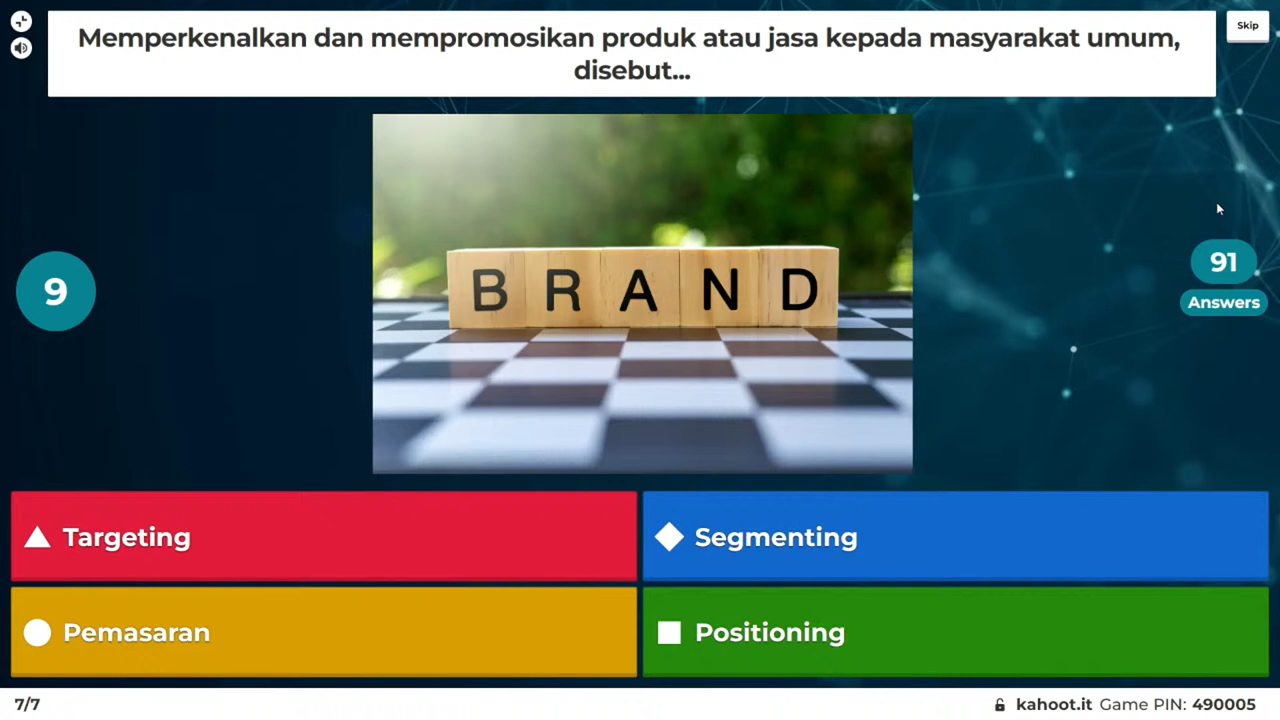 Memperkenalkan dan mempromosikan produk atau jasa kepada masyarakat umum,
disebut...
Skip
BRAND
9
91
Answers
Targeting
Segmenting
Pemasaran
Positioning
7/7
kahoot.it Game PIN: 490005